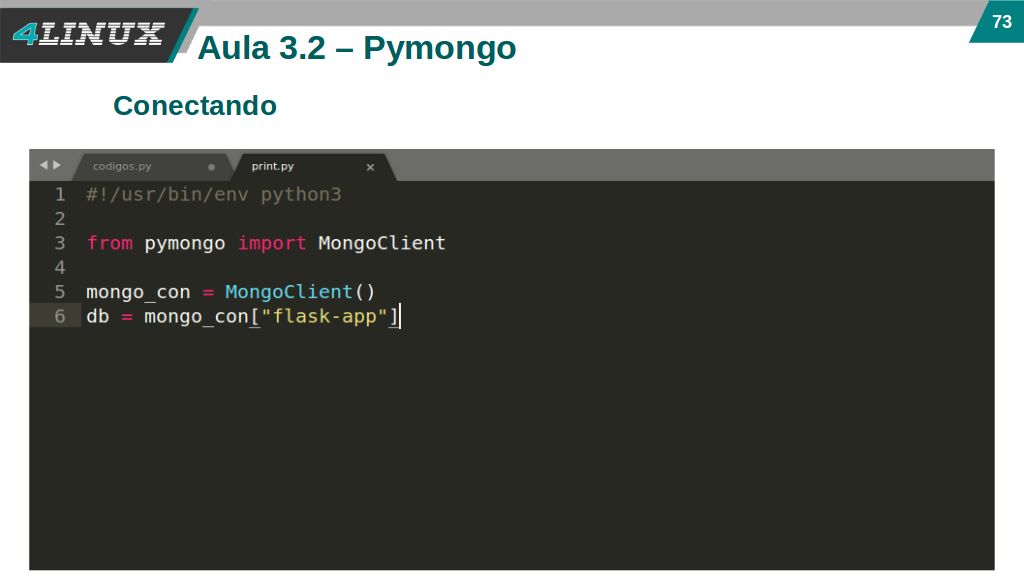 4LINUX
73
Aula 3.2 – Pymongo
Conectando
codigos.py
print.py
1 #!/usr/bin/env python3
2
3 from pymongo import MongoClient
4
5 mongo_con = MongoClient()
6 db = mongo_con["flask-app"]